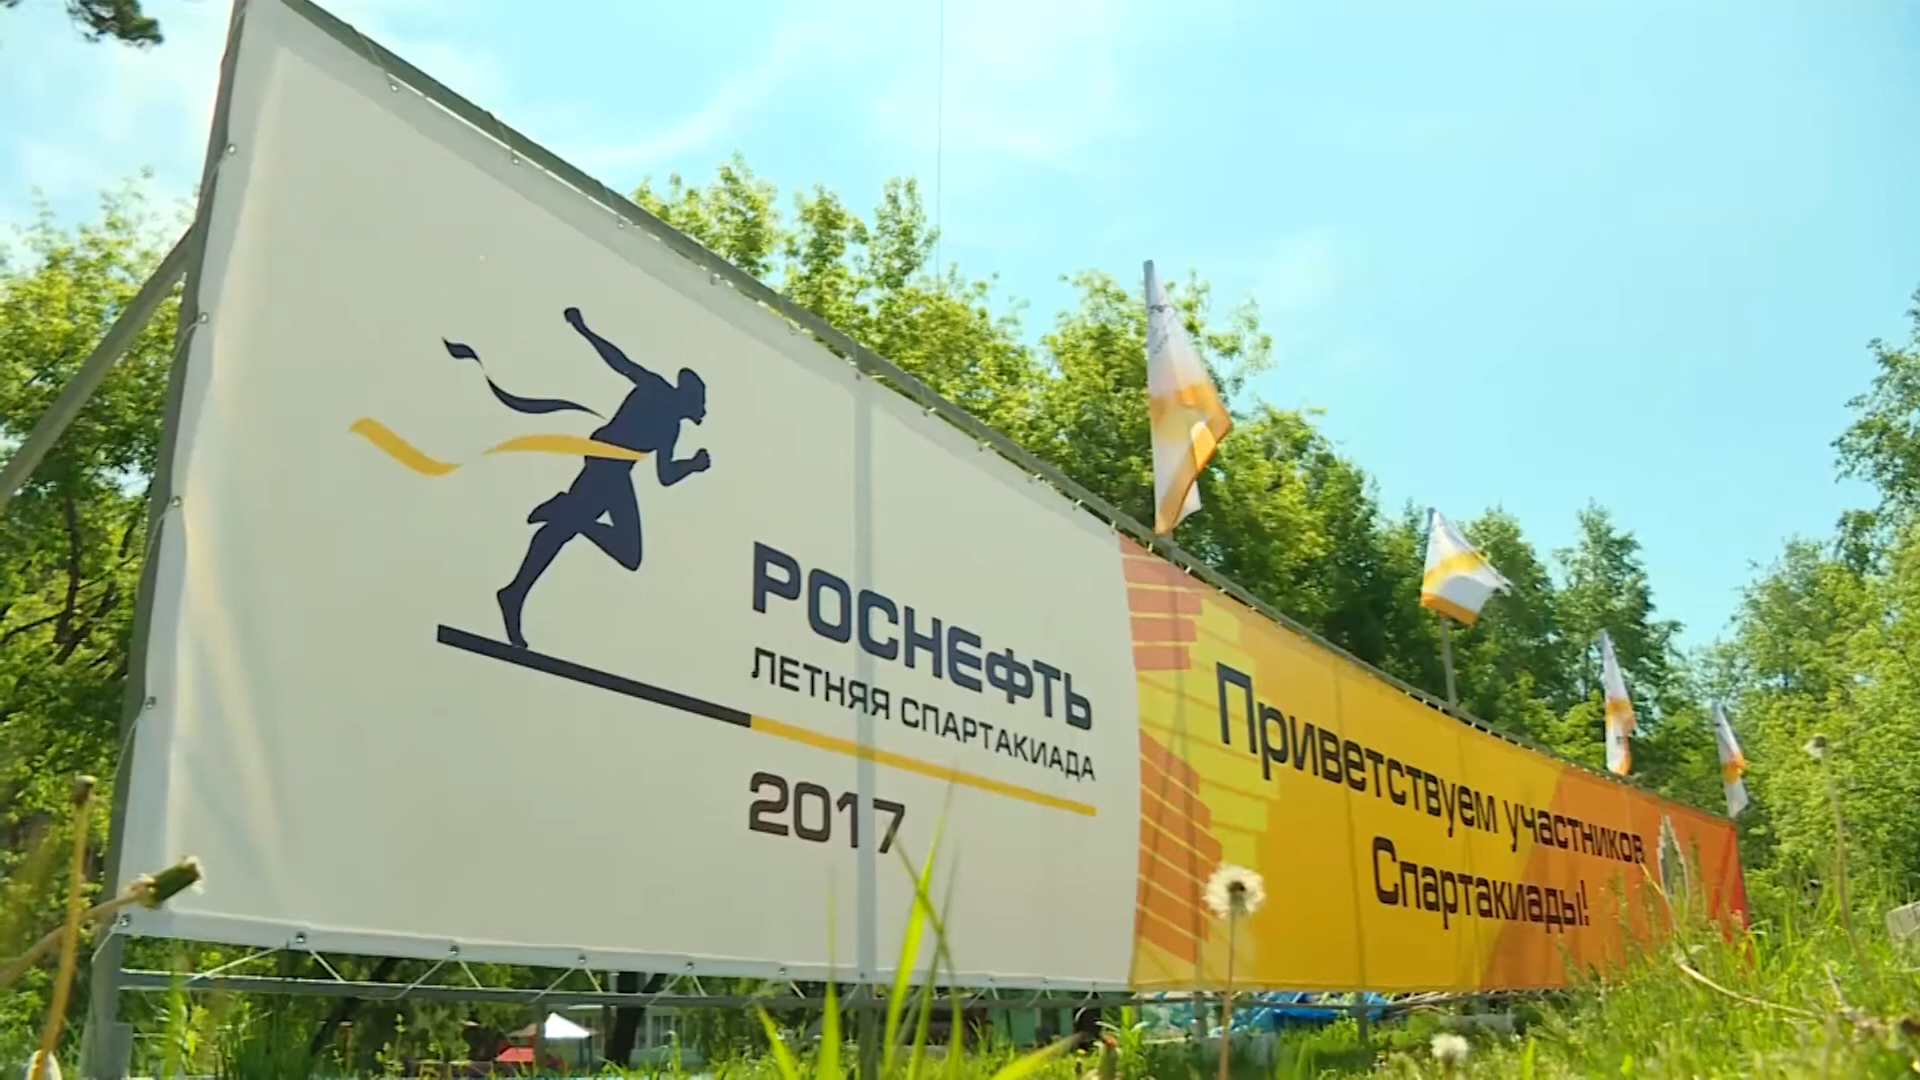 РОСНЕФТЬ
ЛЕТНЯЯ СПАРТАКИАДА
2017
Приветствуем участников
Спартакиады!